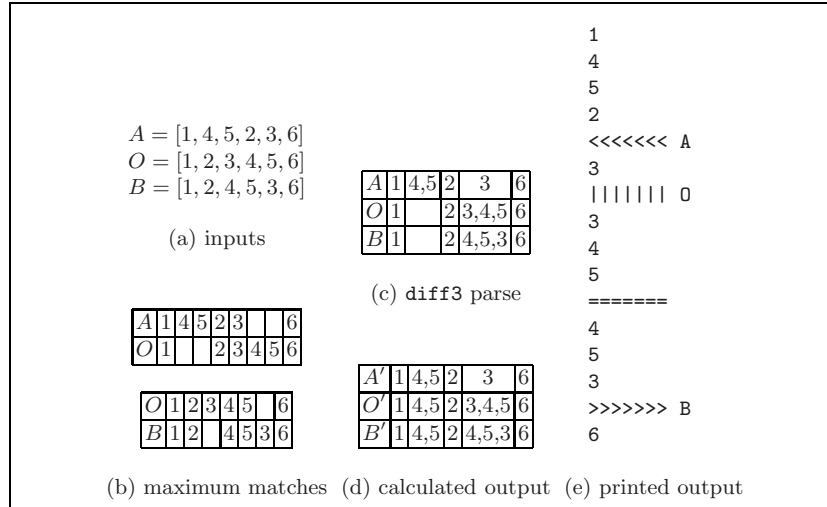 A = [1, 4, 5, 2, 3, 6]
O = [1, 2, 3, 4, 5, 6]
B = [1, 2, 4, 5, 3, 6]
(a) inputs
A 1 4 5 2 3 6
O 1 2 3 4 5 6
O 1 2 3 4 5 6
B 1 2 4 5 3 6
(b) maximum matches
A 1 4,5 2 3 6
O 1 2 3,4,5 6
B 1 2 4,5,3 6
(c) diff3 parse
A′ 1 4,5 2 3 6
O′ 1 4,5 2 3,4,5 6
B′ 1 4,5 2 4,5,3 6
(d) calculated output
1
4
5
2
<<<<<<< A
3
||||||| O
3
4
5
=======
4
5
3
>>>>>>> B
6
(e) printed output